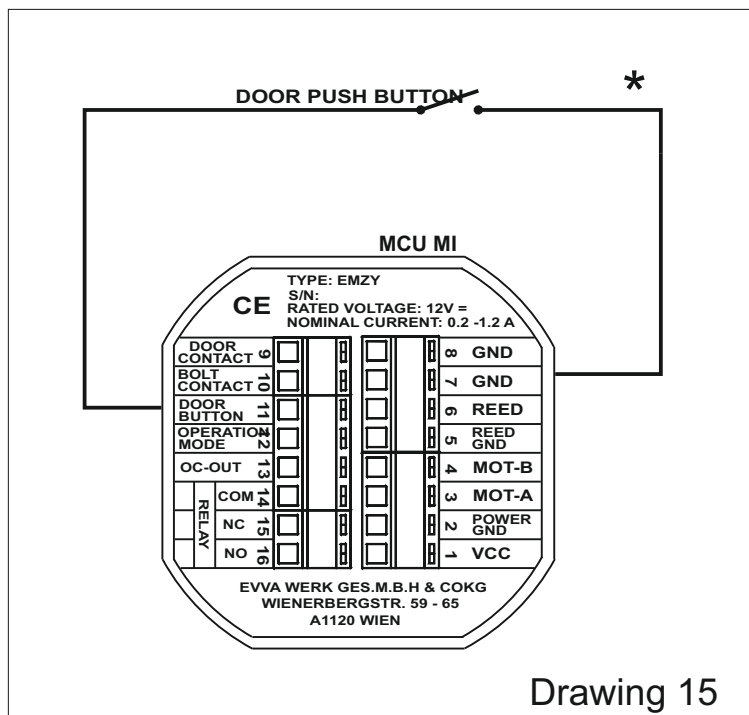 DOOR PUSH BUTTON
*
MCU MI
CE
TYPE: EMZY
S/N:
RATED VOLTAGE: 12V =
NOMINAL CURRENT: 0.2 -1.2 A
DOOR
CONTACT 9
BOLT
CONTACT 10
DOOR
BUTTON 11
OPERATION
MODE 12
OC-OUT 13
RELAY
COM 14
NC 15
NO 16
8 GND
7 GND
6 REED
5 REED
GND
4 MOT-B
3 MOT-A
2 POWER
GND
1 VCC
EVVA WERK GES.M.B.H & COKG
WIENERBERGSTR. 59 - 65
A1120 WIEN
Drawing 15